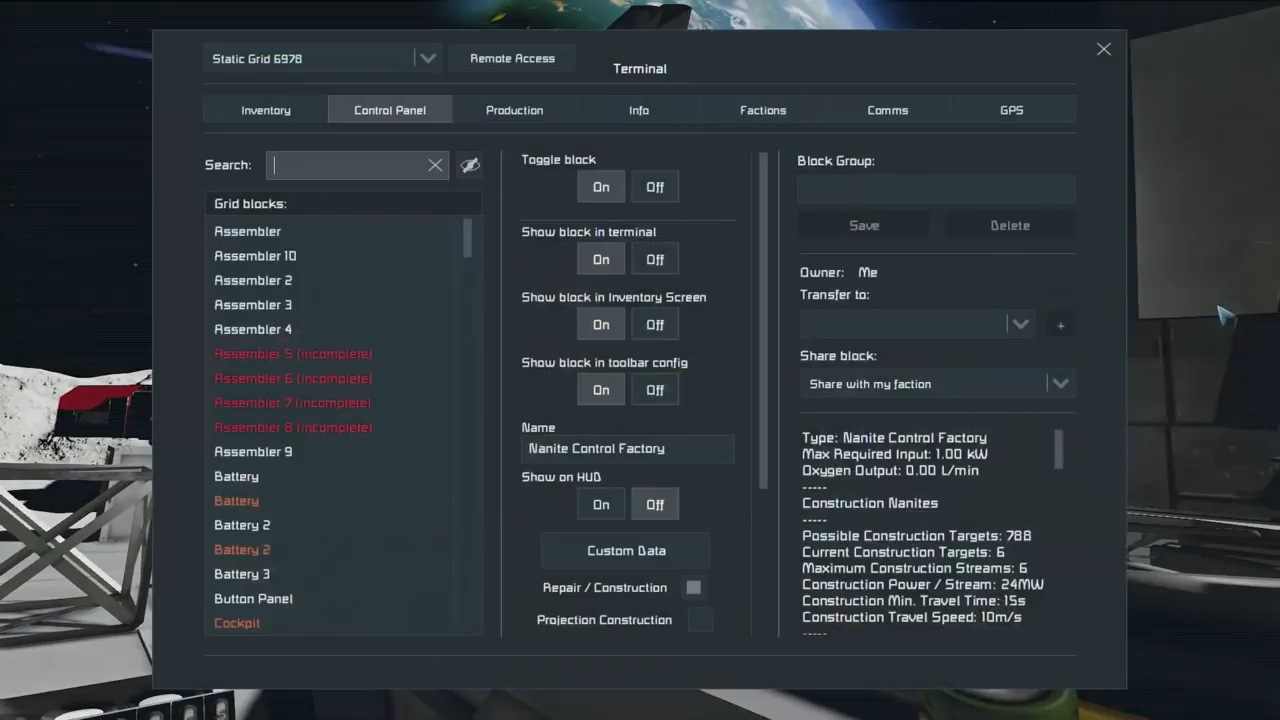 Static Grid 6978
Remote Access
Terminal
Inventory
Control Panel
Production
Info
Factions
Comms
GPS
Search:
Grid blocks:
Assembler
Assembler 10
Assembler 2
Assembler 3
Assembler 4
Assembler 5 (Incomplete)
Assembler 6 (Incomplete)
Assembler 7 (Incomplete)
Assembler 8 (Incomplete)
Assembler 9
Battery
Battery
Battery 2
Battery 2
Battery 3
Button Panel
Cockpit
Toggle block
On Off
Show block in terminal
On Off
Show block in Inventory Screen
On Off
Show block in toolbar config
On Off
Name
Nanite Control Factory
Show on HUD
On Off
Custom Data
Repair / Construction
Projection Construction
Block Group:
Save Delete
Owner: Me
Transfer to:
+
Share block:
Share with my faction
Type: Nanite Control Factory
Max Required Input: 1.00 kW
Oxygen Output: 0.00 L/min
-----
Construction Nanites
-----
Possible Construction Targets: 788
Current Construction Targets: 6
Maximum Construction Streams: 6
Construction Power / Stream: 24MW
Construction Min. Travel Time: 15s
Construction Travel Speed: 10m/s
-----